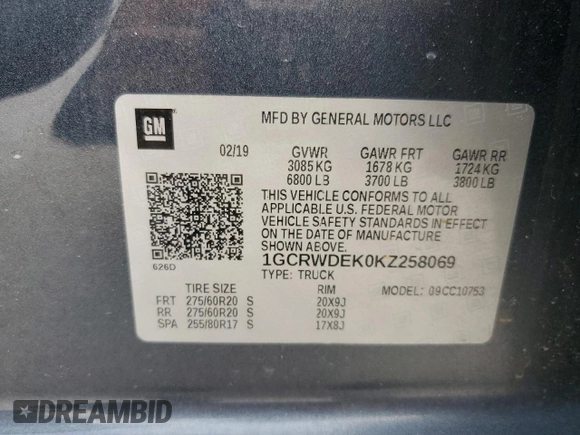 GM
MFD BY GENERAL MOTORS LLC
02/19 GVWR GAWR FRT GAWR RR
3085 KG 1678 KG 1724 KG
6800 LB 3700 LB 3800 LB
THIS VEHICLE CONFORMS TO ALL
APPLICABLE U.S. FEDERAL MOTOR
VEHICLE SAFETY STANDARDS IN EFFECT
ON THE DATE OF MANUFACTURE
SHOWN ABOVE.
626D
1GCRWDEK0KZ258069
TYPE: TRUCK MODEL: 09CC10753
TIRE SIZE RIM
FRT 275/60R20 S 20X9J
RR 275/60R20 S 20X9J
SPA 255/80R17 S 17X8J
DREAMBID